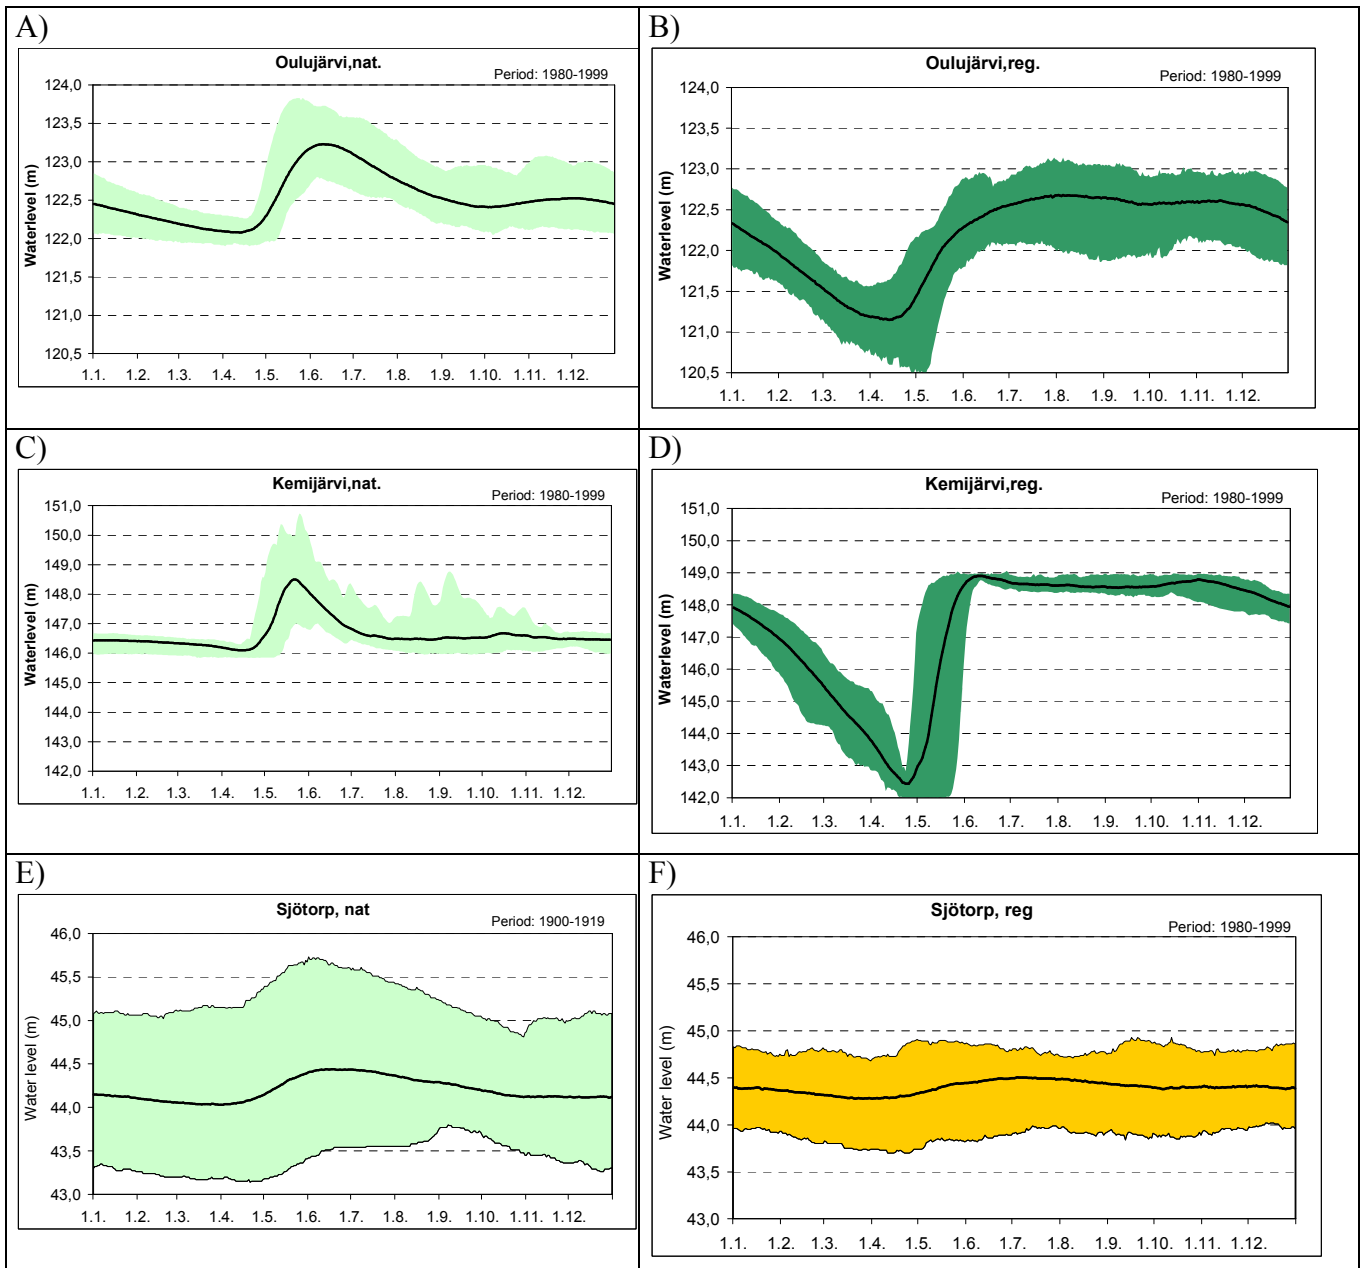 A)
Oulujärvi,nat.
Period: 1980-1999
Waterlevel (m)
124,0
123,5
123,0
122,5
122,0
121,5
121,0
120,5
1.1. 1.2. 1.3. 1.4. 1.5. 1.6. 1.7. 1.8. 1.9. 1.10. 1.11. 1.12.
B)
Oulujärvi,reg.
Period: 1980-1999
Waterlevel (m)
124,0
123,5
123,0
122,5
122,0
121,5
121,0
120,5
1.1. 1.2. 1.3. 1.4. 1.5. 1.6. 1.7. 1.8. 1.9. 1.10. 1.11. 1.12.
C)
Kemijärvi,nat.
Period: 1980-1999
Waterlevel (m)
151,0
150,0
149,0
148,0
147,0
146,0
145,0
144,0
143,0
142,0
1.1. 1.2. 1.3. 1.4. 1.5. 1.6. 1.7. 1.8. 1.9. 1.10. 1.11. 1.12.
D)
Kemijärvi,reg.
Period: 1980-1999
Waterlevel (m)
151,0
150,0
149,0
148,0
147,0
146,0
145,0
144,0
143,0
142,0
1.1. 1.2. 1.3. 1.4. 1.5. 1.6. 1.7. 1.8. 1.9. 1.10. 1.11. 1.12.
E)
Sjötorp, nat
Period: 1900-1919
Water level (m)
46,0
45,5
45,0
44,5
44,0
43,5
43,0
1.1. 1.2. 1.3. 1.4. 1.5. 1.6. 1.7. 1.8. 1.9. 1.10. 1.11. 1.12.
F)
Sjötorp, reg
Period: 1980-1999
Water level (m)
46,0
45,5
45,0
44,5
44,0
43,5
43,0
1.1. 1.2. 1.3. 1.4. 1.5. 1.6. 1.7. 1.8. 1.9. 1.10. 1.11. 1.12.